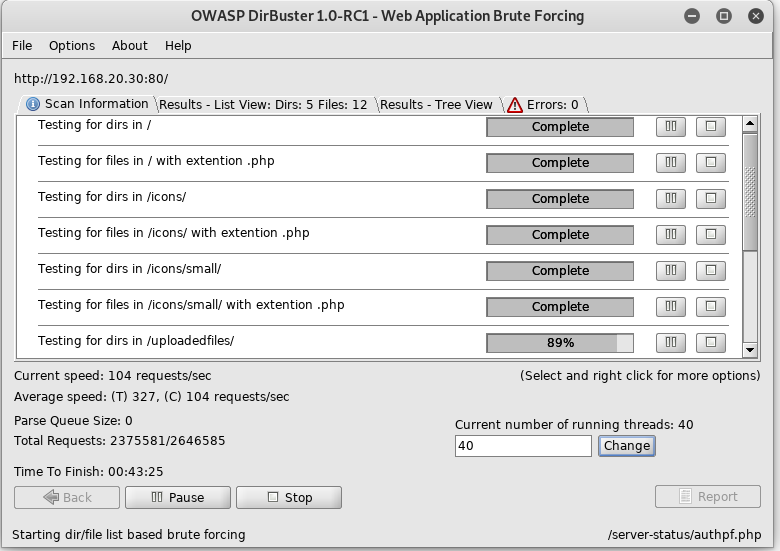 OWASP DirBuster 1.0-RC1 - Web Application Brute Forcing
File Options About Help
http://192.168.20.30:80/
Scan Information Results - List View: Dirs: 5 Files: 12 Results - Tree View Errors: 0
Testing for dirs in / Complete
Testing for files in / with extention .php Complete
Testing for dirs in /icons/ Complete
Testing for files in /icons/ with extention .php Complete
Testing for dirs in /icons/small/ Complete
Testing for files in /icons/small/ with extention .php Complete
Testing for dirs in /uploadedfiles/ 89%
Current speed: 104 requests/sec (Select and right click for more options)
Average speed: (T) 327, (C) 104 requests/sec
Parse Queue Size: 0 Current number of running threads: 40
Total Requests: 2375581/2646585 40 Change
Time To Finish: 00:43:25
Back Pause Stop Report
Starting dir/file list based brute forcing /server-status/authpf.php